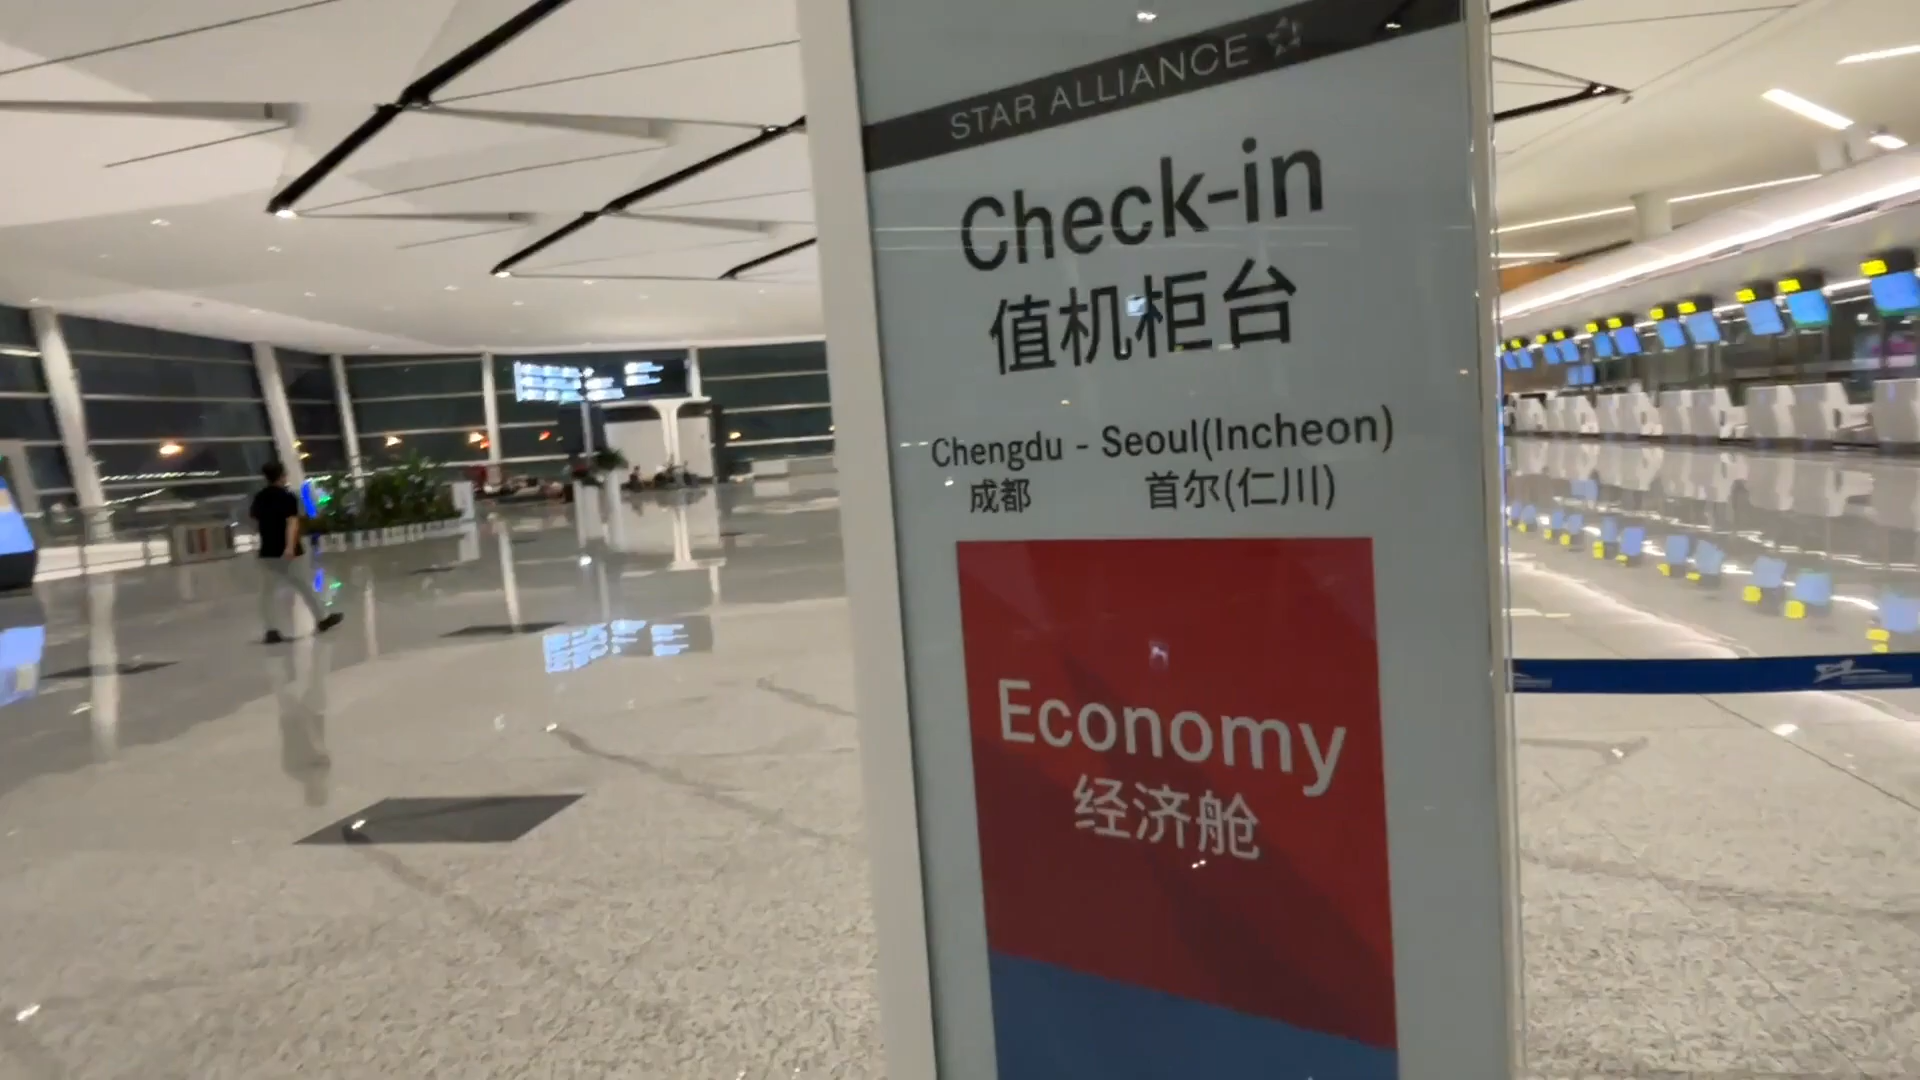 STAR ALLIANCE
Check-in
值机柜台
Chengdu - Seoul(Incheon)
成都 首尔(仁川)
Economy
经济舱